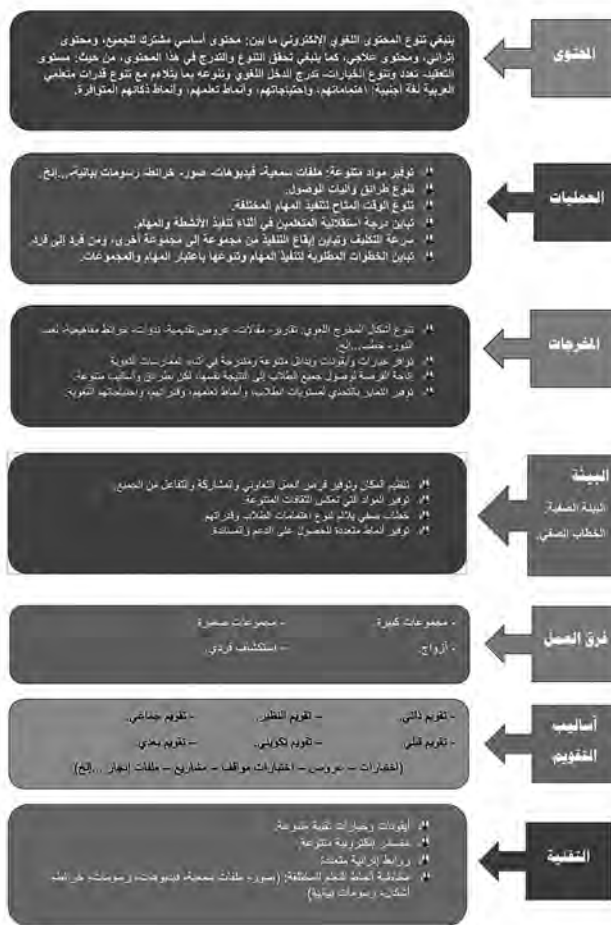 المحتوى
ينبغي تنوع المحتوى اللغوي الإلكتروني ما بين: محتوى أساسي مشترك للجميع، ومحتوى
إثرائي، ومحتوى علاجي، كما ينبغي تحقق التنوع والتدرج في هذا المحتوى، من حيث: مستوى
التعقيد، تعدد وتنوع الخيارات- تدرج الدخل اللغوي وتنوعه بما يتلاءم مع تنوع قدرات متعلمي
العربية لغة أجنبية؛ اهتماماتهم، واحتياجاتهم، وأنماط تعلمهم، وأنماط ذكائهم المتوافرة.
العمليات
توفير مواد متنوعة: ملفات سمعية- فيديوهات- صور- خرائط- رسومات بيانية-...إلخ.
تنوع طرائق وآليات الوصول.
تنوع الوقت المتاح لتنفيذ المهام المختلفة.
تباين درجة استقلالية المتعلمين في أثناء تنفيذ الأنشطة والمهام.
سرعة التكليف وتباين إيقاع التنفيذ من مجموعة إلى مجموعة أخرى، ومن فرد إلى فرد.
تباين الخطوات المطلوبة لتنفيذ المهام وتنوعها باعتبار المهام والمجموعات.
المخرجات
تنوع أشكال المخرج اللغوي: تقارير- مقالات- عروض تقديمية- ندوات- خرائط مفاهيمية- لعب
الدور- خطب...إلخ.
توافر خيارات وأيقونات وبدائل متنوعة ومتدرجة في أثناء الممارسات اللغوية.
إتاحة الفرصة لوصول جميع الطلاب إلى النتيجة نفسها، لكن بطرائق وأساليب متنوعة.
توفير التمارين بالتحدي لمستويات الطلاب، وأنماط تعلمهم، وقدراتهم، واحتياجاتهم اللغوية.
البيئة
البيئة الصفية.
الخطاب الصفي.
تنظيم المكان وتوفير فرص العمل التعاوني والمشاركة والتفاعل من الجميع.
توفير المواد التي تعكس الثقافات المتنوعة.
خطاب صفي يلائم تنوع اهتمامات الطلاب وقدراتهم
توفير أنماط متعددة للحصول على الدعم والمساندة.
فرق العمل
- مجموعات كبيرة. – مجموعات صغيرة
- أزواج. – استكشاف فردي.
أساليب
التقويم
- تقويم ذاتي. – تقويم النظير. – تقويم جماعي.
- تقويم قبلي – تقويم تكويني. – تقويم بعدي.
(اختبارات – عروض – اختبارات مواقف – مشاريع – ملفات إنجاز ...إلخ)
التقنية
أيقونات وخيارات تقنية متنوعة.
مصادر إلكترونية متنوعة.
روابط إثرائية متعددة
أنماط التعلم المختلفة: (صور- ملفات سمعية- فيديوهات- رسومات- خرائط-
أشكال- رسومات بيانية)